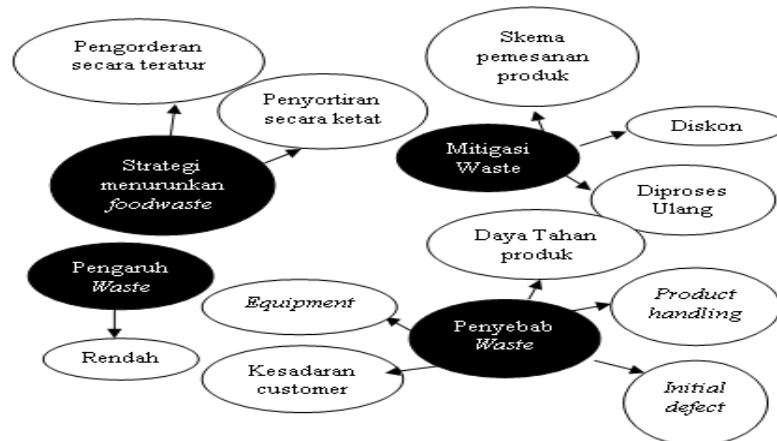 Pengorderan
secara teratur
Penyortiran
secara ketat
Strategi
menurunkan
foodwaste
Skema
pemesanan
produk
Mitigasi
Waste
Diskon
Diproses
Ulang
Pengaruh
Waste
Rendah
Daya Tahan
produk
Equipment
Penyebab
Waste
Product
handling
Kesadaran
customer
Initial
defect